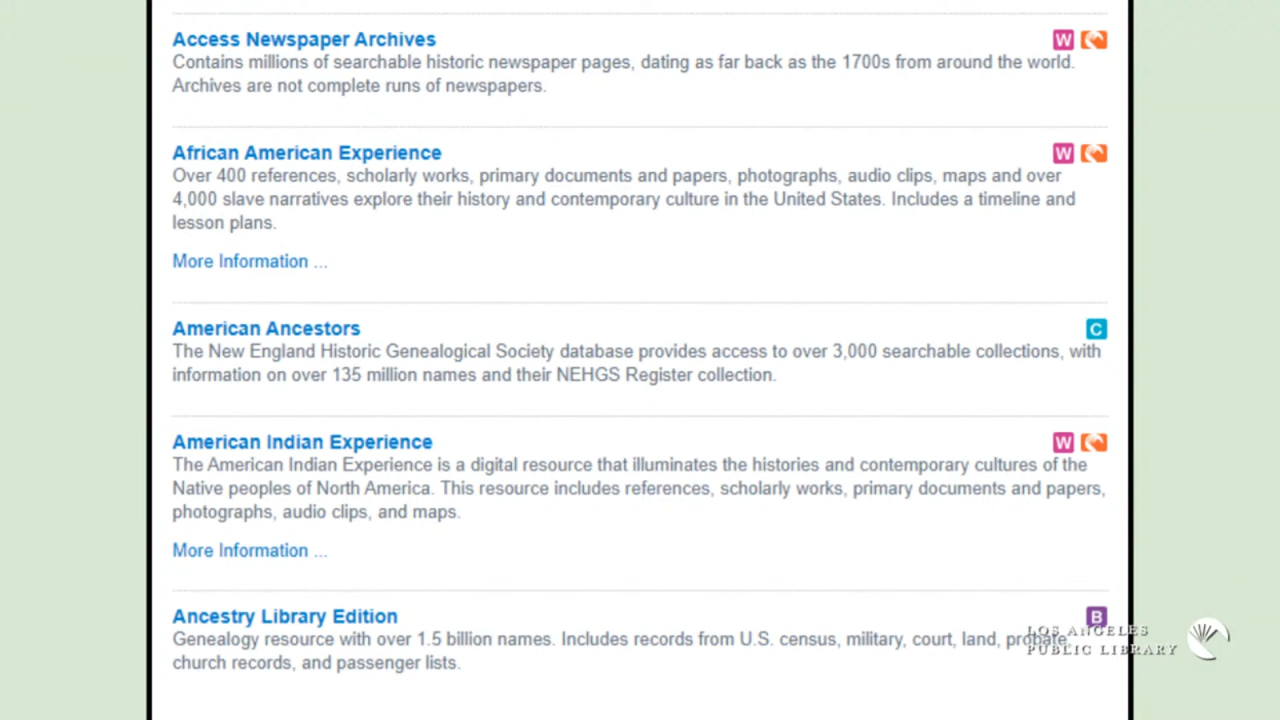 Access Newspaper Archives
W
Contains millions of searchable historic newspaper pages, dating as far back as the 1700s from around the world.
Archives are not complete runs of newspapers.
African American Experience
W
Over 400 references, scholarly works, primary documents and papers, photographs, audio clips, maps and over
4,000 slave narratives explore their history and contemporary culture in the United States. Includes a timeline and
lesson plans.
More Information ...
American Ancestors
C
The New England Historic Genealogical Society database provides access to over 3,000 searchable collections, with
information on over 135 million names and their NEHGS Register collection.
American Indian Experience
W
The American Indian Experience is a digital resource that illuminates the histories and contemporary cultures of the
Native peoples of North America. This resource includes references, scholarly works, primary documents and papers,
photographs, audio clips, and maps.
More Information ...
Ancestry Library Edition
B
Genealogy resource with over 1.5 billion names. Includes records from U.S. census, military, court, land, probate,
church records, and passenger lists.
LOS ANGELES
PUBLIC LIBRARY